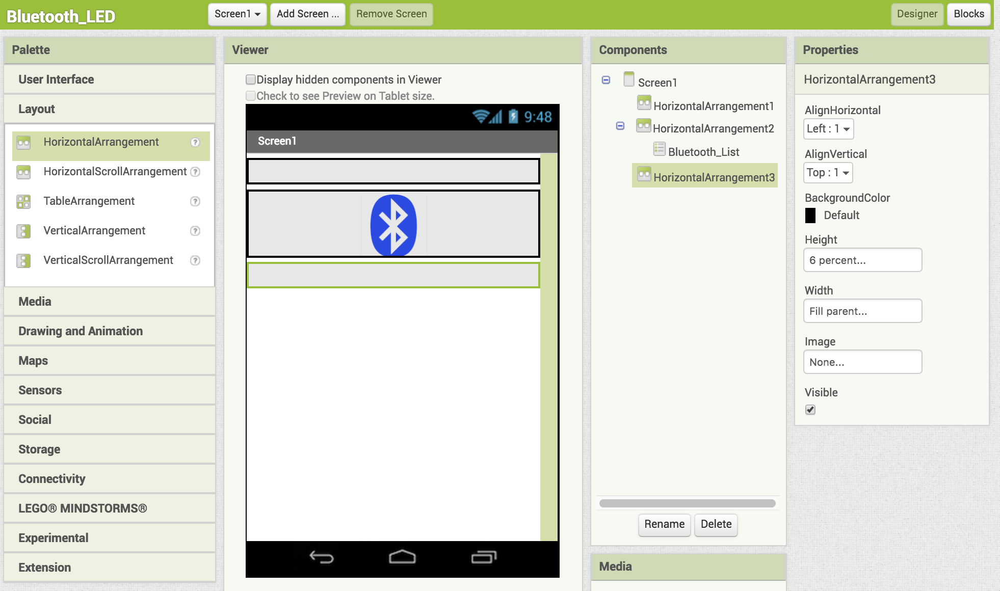 Bluetooth_LED
Screen1
Add Screen ...
Remove Screen
Designer
Blocks
Palette
User Interface
Layout
HorizontalArrangement ?
HorizontalScrollArrangement ?
TableArrangement ?
VerticalArrangement ?
VerticalScrollArrangement ?
Media
Drawing and Animation
Maps
Sensors
Social
Storage
Connectivity
LEGO® MINDSTORMS®
Experimental
Extension
Viewer
Display hidden components in Viewer
Check to see Preview on Tablet size.
9:48
Screen1
Components
Screen1
HorizontalArrangement1
HorizontalArrangement2
Bluetooth_List
HorizontalArrangement3
Rename
Delete
Media
Properties
HorizontalArrangement3
AlignHorizontal
Left : 1
AlignVertical
Top : 1
BackgroundColor
Default
Height
6 percent...
Width
Fill parent...
Image
None...
Visible